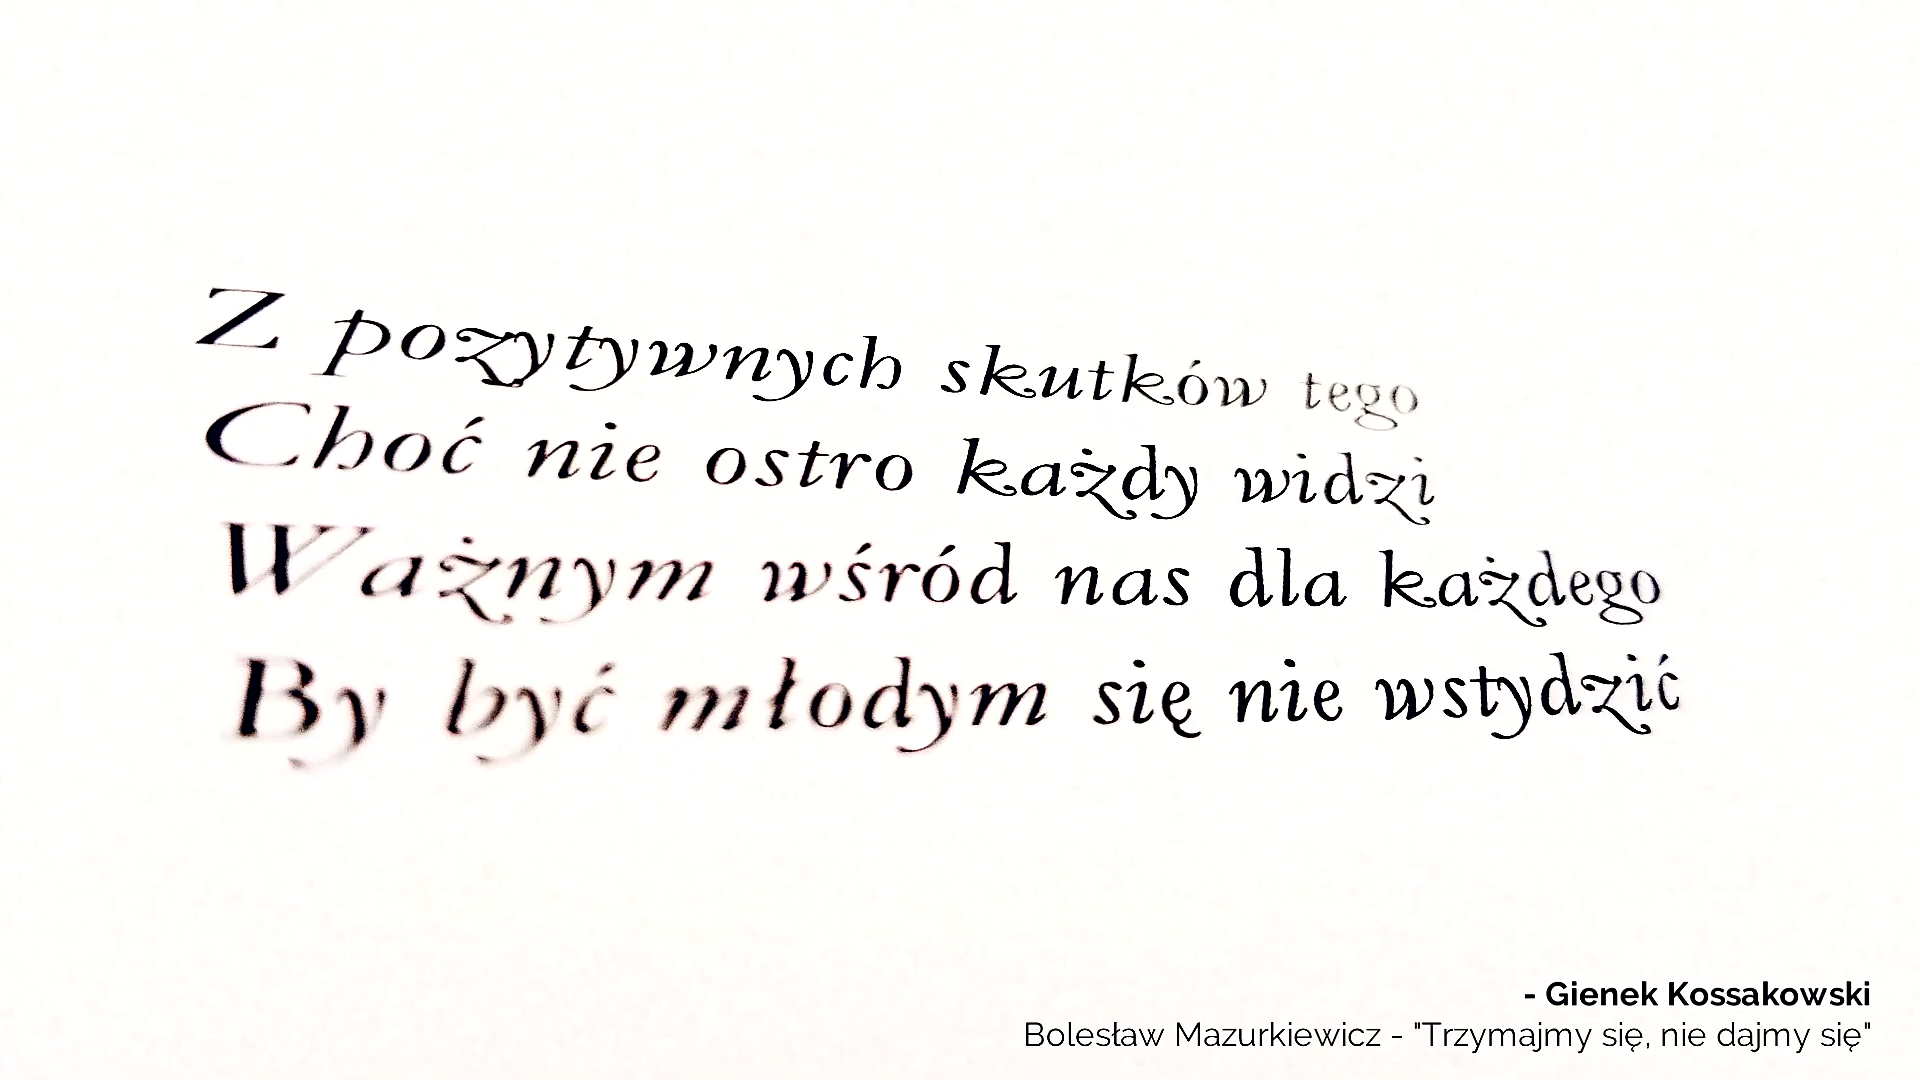 Z pozytywnych skutków tego
Choć nie ostro każdy widzi
Ważnym wśród nas dla każdego
By być młodym się nie wstydzić
- Gienek Kossakowski
Bolesław Mazurkiewicz - "Trzymajmy się, nie dajmy się"